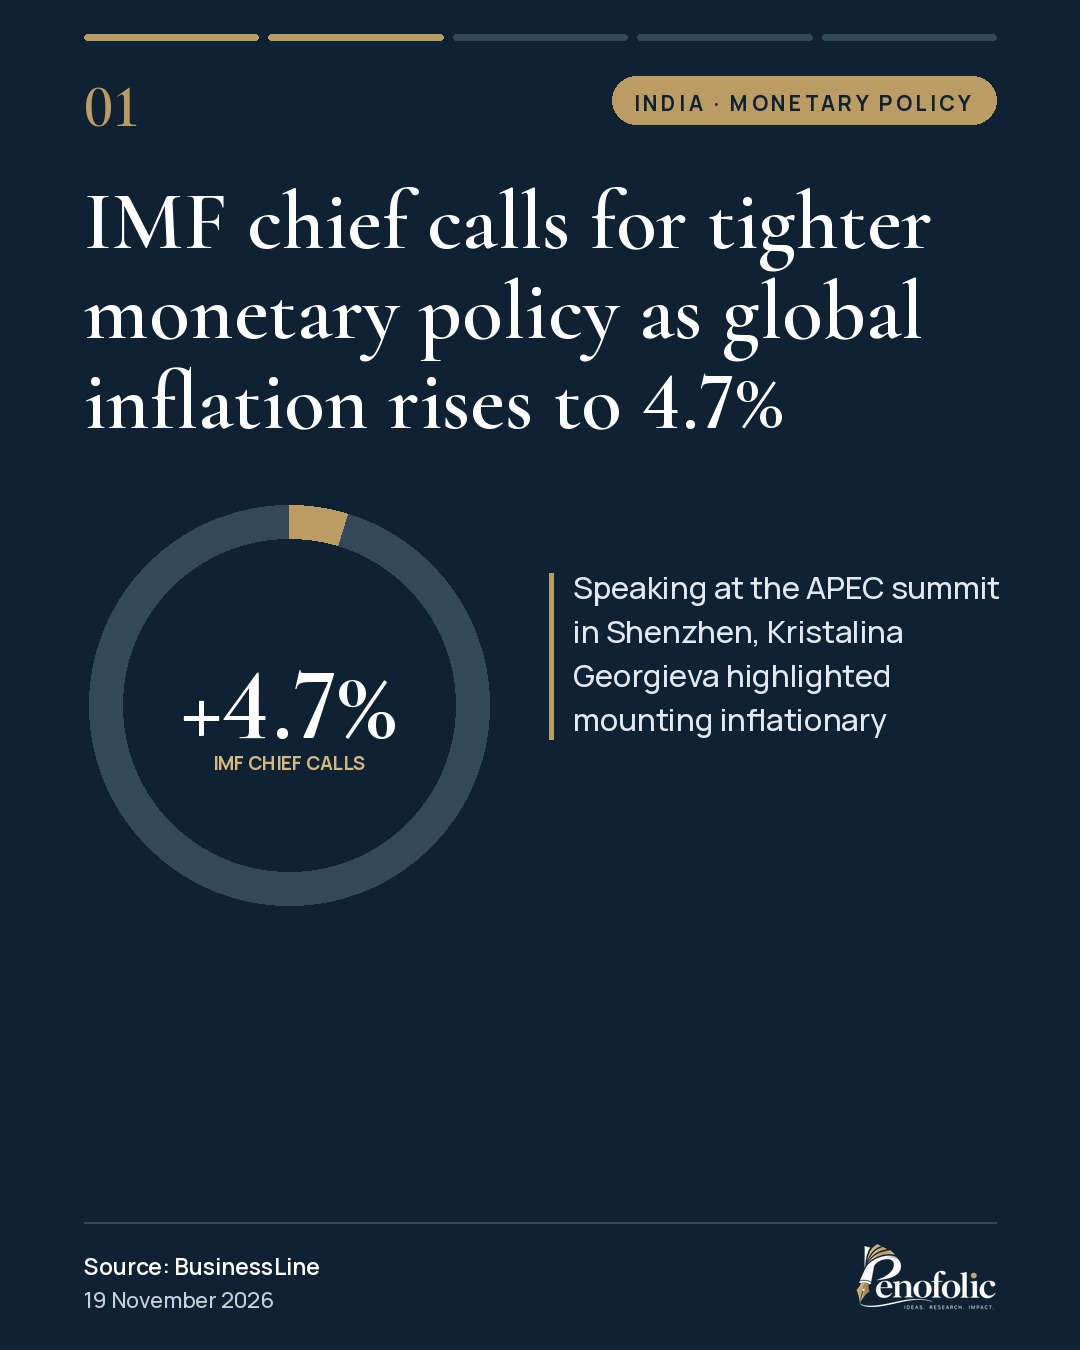 01
INDIA · MONETARY POLICY
IMF chief calls for tighter
monetary policy as global
inflation rises to 4.7%
+4.7%
IMF CHIEF CALLS
Speaking at the APEC summit
in Shenzhen, Kristalina
Georgieva highlighted
mounting inflationary
Source: BusinessLine
19 November 2026
Penofolic
IDEAS. RESEARCH. IMPACT.